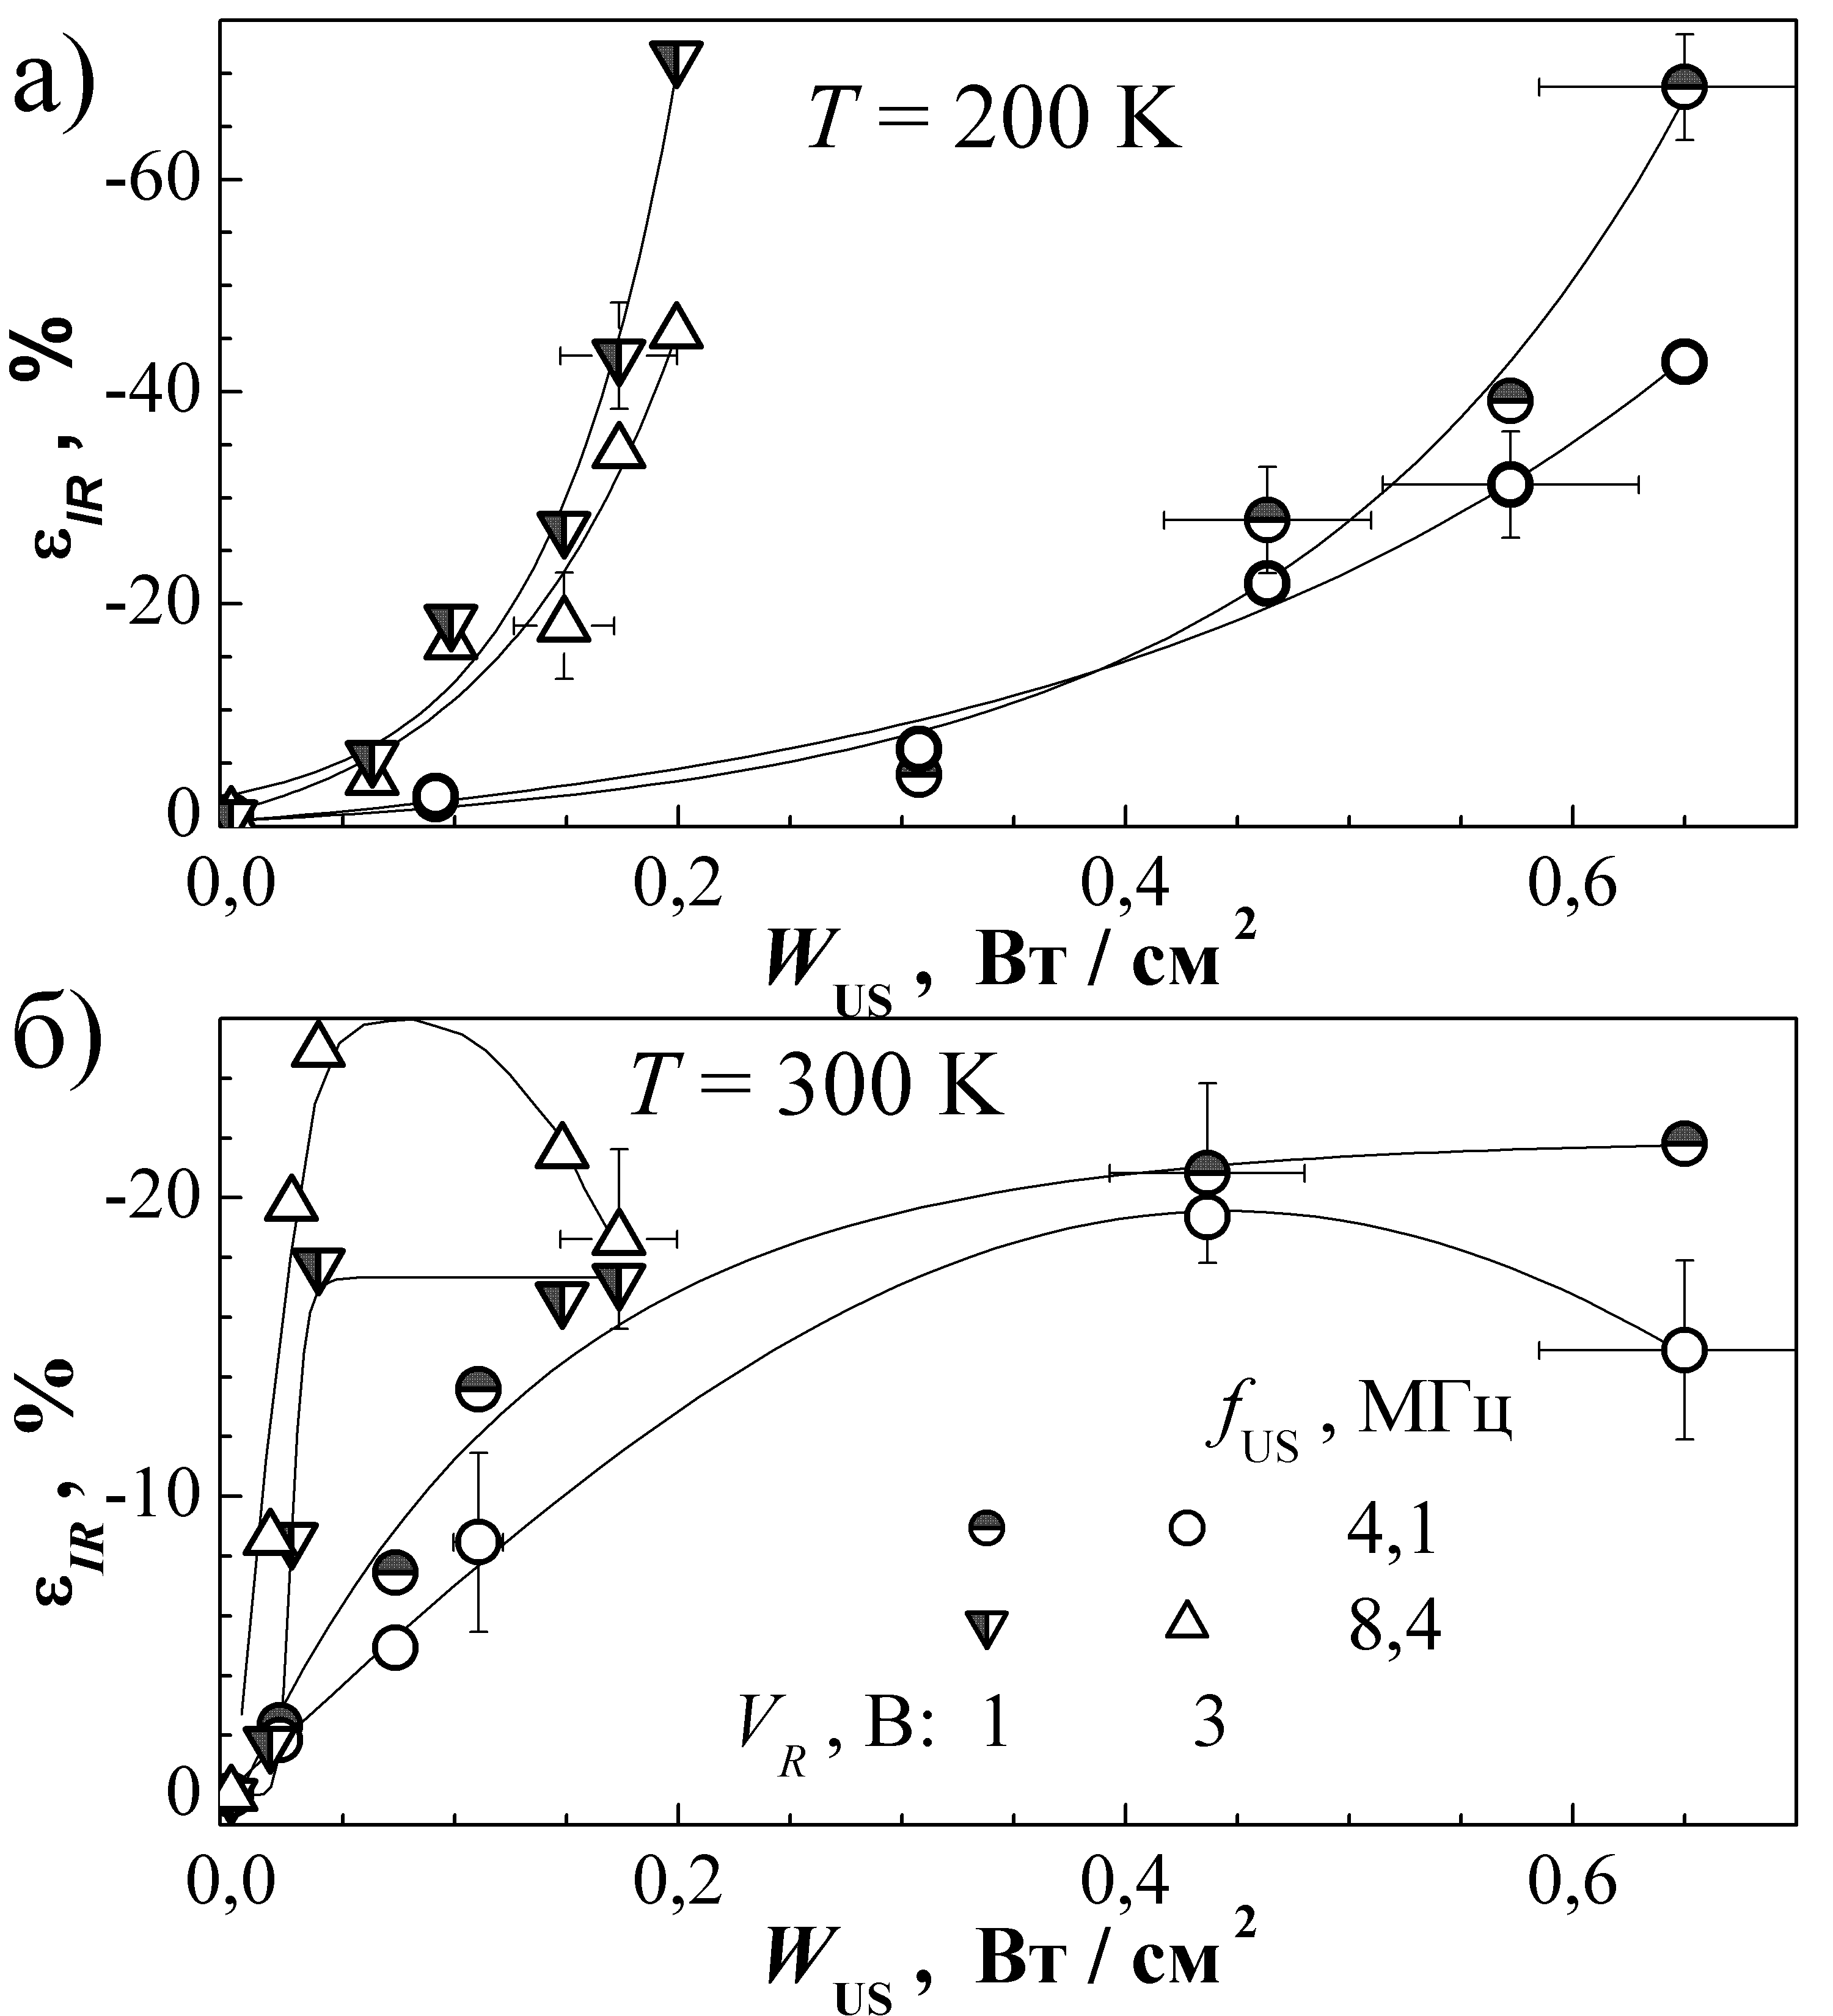 а)
T = 200 K
-60
-40
-20
0
ε_IR , %
0,0 0,2 0,4 0,6
W_US , Вт / см²
б)
T = 300 K
-20
-10
0
ε_IR , %
f_US , МГц
4,1
8,4
V_R , В: 1 3
0,0 0,2 0,4 0,6
W_US , Вт / см²